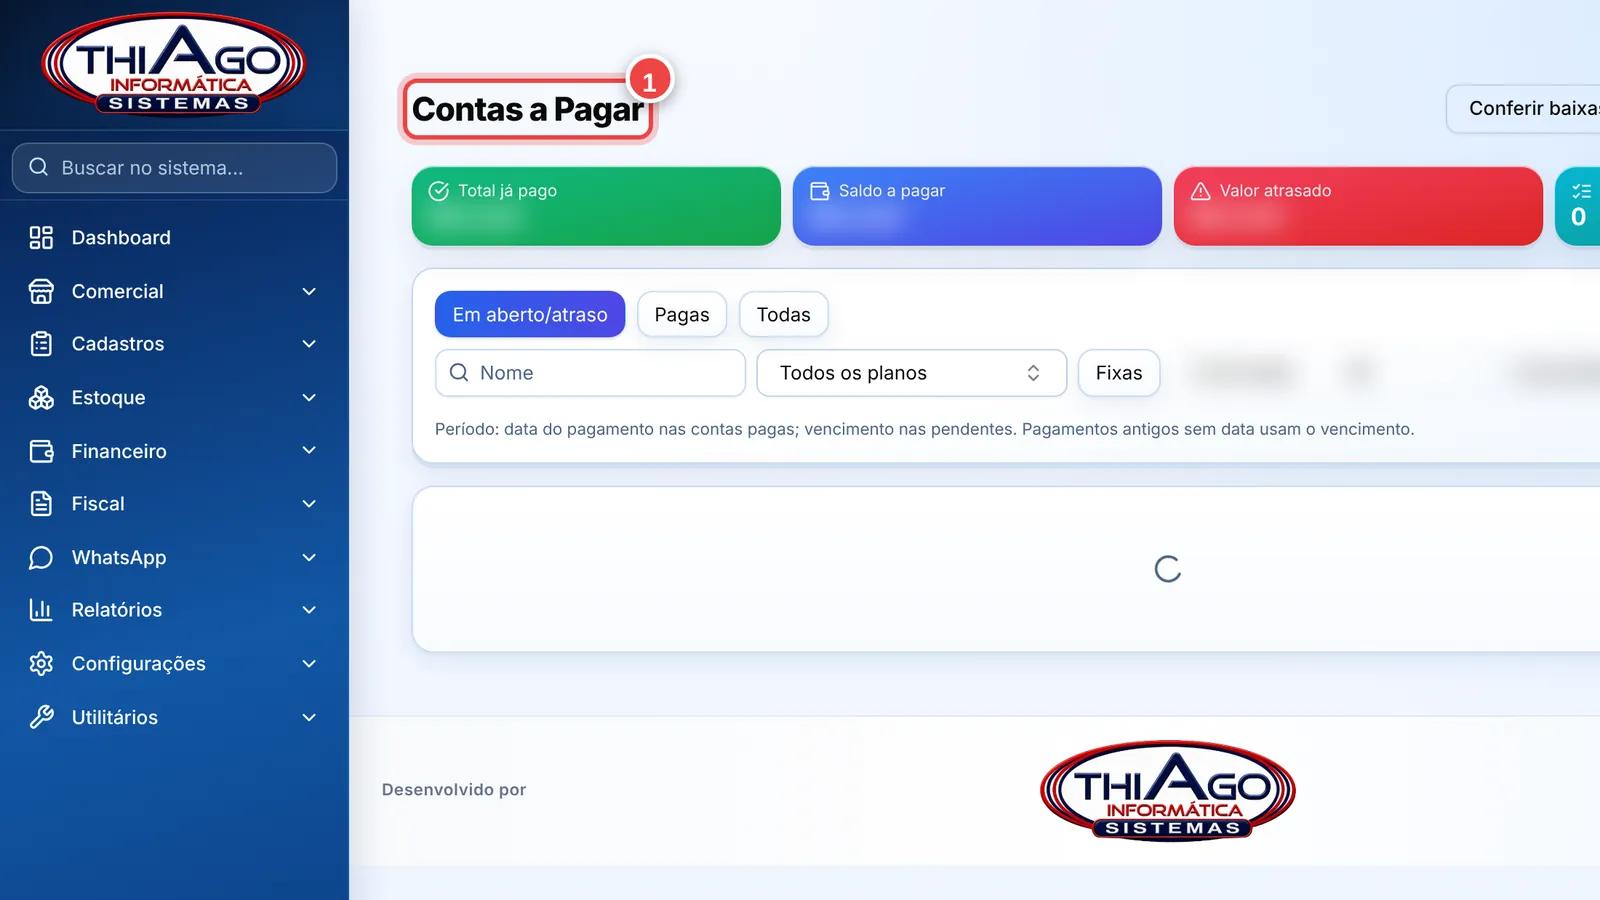 THIAGO
INFORMÁTICA
SISTEMAS
Buscar no sistema...
Dashboard
Comercial
Cadastros
Estoque
Financeiro
Fiscal
WhatsApp
Relatórios
Configurações
Utilitários
Contas a Pagar
1
Conferir baixas
Total já pago
Saldo a pagar
Valor atrasado
0
Em aberto/atraso
Pagas
Todas
Nome
Todos os planos
Fixas
Período: data do pagamento nas contas pagas; vencimento nas pendentes. Pagamentos antigos sem data usam o vencimento.
Desenvolvido por
THIAGO
INFORMÁTICA
SISTEMAS